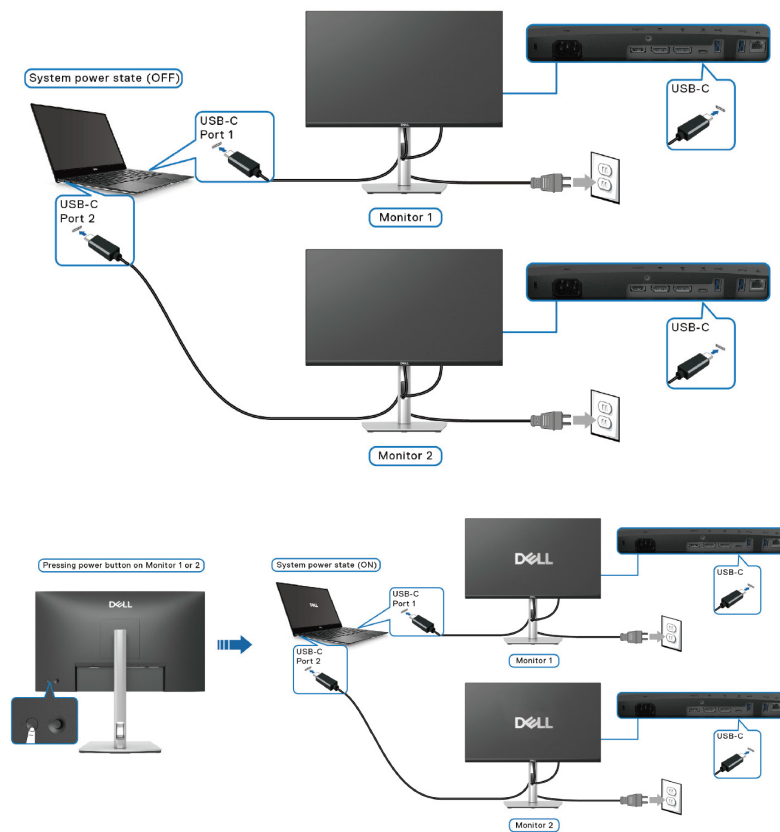 System power state (OFF)
USB-C
Port 1
USB-C
Monitor 1
USB-C
Port 2
USB-C
Monitor 2
Pressing power button on Monitor 1 or 2
DELL
System power state (ON)
DELL
USB-C
Port 1
DELL
USB-C
Monitor 1
USB-C
Port 2
DELL
USB-C
Monitor 2